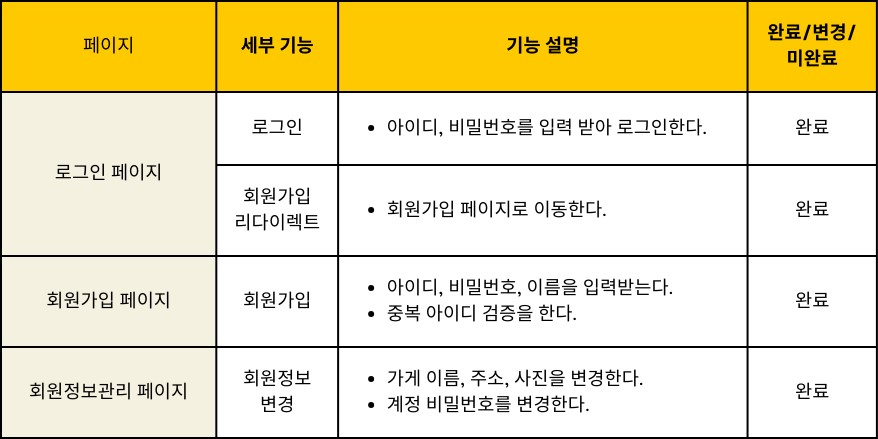 페이지
세부 기능
기능 설명
완료/변경/
미완료
로그인 페이지
로그인
• 아이디, 비밀번호를 입력 받아 로그인한다.
완료
회원가입
리다이렉트
• 회원가입 페이지로 이동한다.
완료
회원가입 페이지
회원가입
• 아이디, 비밀번호, 이름을 입력받는다.
• 중복 아이디 검증을 한다.
완료
회원정보관리 페이지
회원정보
변경
• 가게 이름, 주소, 사진을 변경한다.
• 계정 비밀번호를 변경한다.
완료